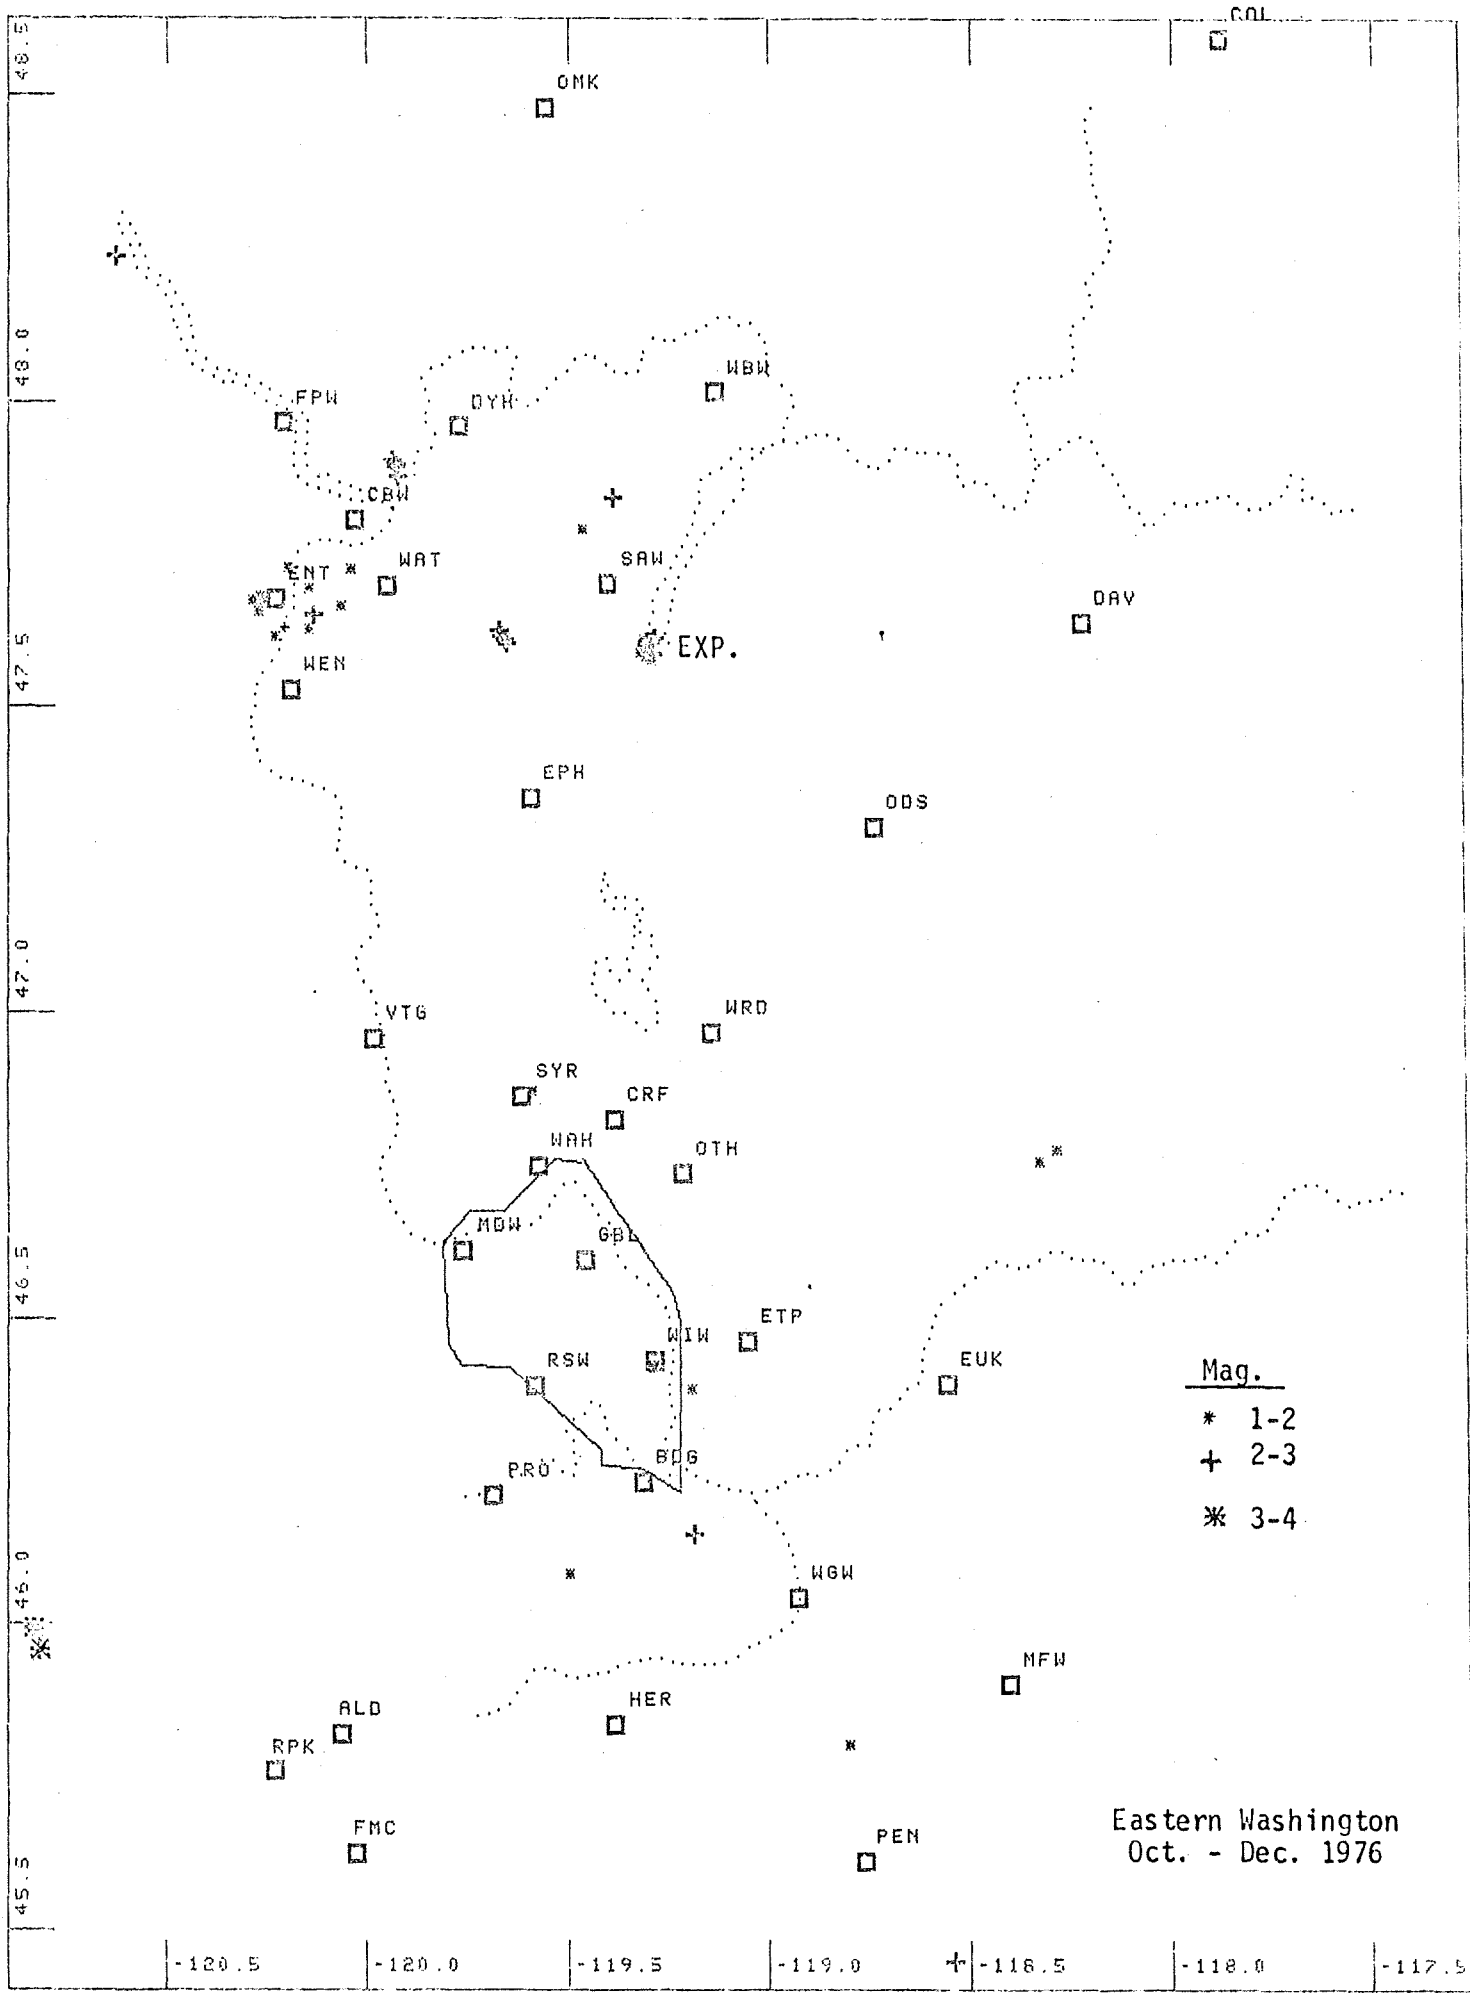 COL
48.5
OMK
48.0
WBW
FPW
DYH
CBW
WAT
SAW
ENT
DAV
EXP.
47.5
WEN
EPH
ODS
47.0
VTG
WRD
SYR
CRF
WAH
OTH
MDW
GBL
46.5
ETP
WIW
RSW
EUK
Mag.
* 1-2
+ 2-3
3-4
BDG
PRO
46.0
WGW
MFW
HER
ALD
RPK
Eastern Washington
FMC
PEN
Oct. - Dec. 1976
45.5
-120.5 -120.0 -119.5 -119.0 -118.5 -118.0 -117.5